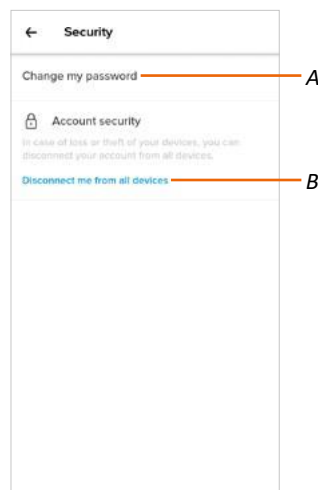 ← Security
Change my password
A
Account security
In case of loss or theft of your devices, you can
disconnect your account from all devices.
Disconnect me from all devices
B